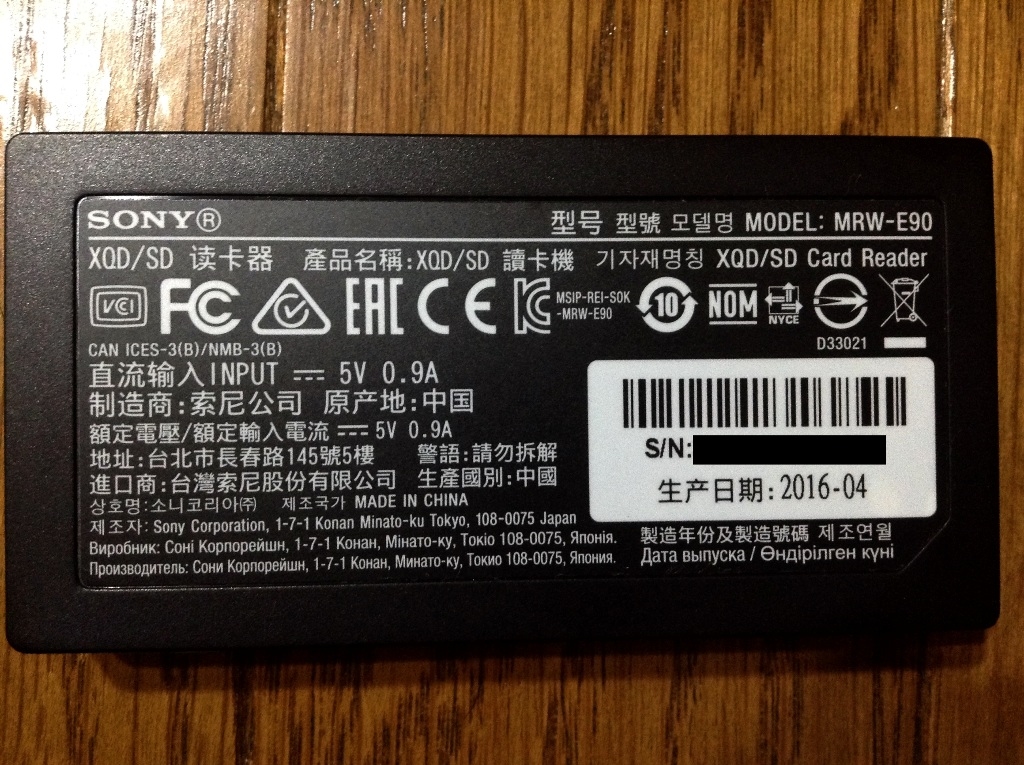 SONY® 型号 型號 모델명 MODEL: MRW-E90
XQD/SD 读卡器 產品名稱:XQD/SD 讀卡機 기자재명칭 XQD/SD Card Reader
VCI FC EAC CE KC MSIP-REI-SOK-MRW-E90 10 NOM NYCE
D33021
CAN ICES-3(B)/NMB-3(B)
直流输入INPUT ⎓ 5V 0.9A
制造商:索尼公司 原产地:中国
額定電壓/額定輸入電流 ⎓ 5V 0.9A
地址:台北市長春路145號5樓 警語:請勿拆解
進口商:台灣索尼股份有限公司 生產國別:中國
상호명:소니코리아㈜ 제조국가 MADE IN CHINA
제조자: Sony Corporation, 1-7-1 Konan Minato-ku Tokyo, 108-0075 Japan
Виробник: Соні Корпорейшн, 1-7-1 Конан, Мінато-ку, Токіо 108-0075, Японія.
Производитель: Сони Корпорейшн, 1-7-1 Конан, Минато-ку, Токио 108-0075, Япония.
S/N:
生产日期:2016-04
製造年份及製造號碼 제조연월
Дата выпуска / Өндірілген күні